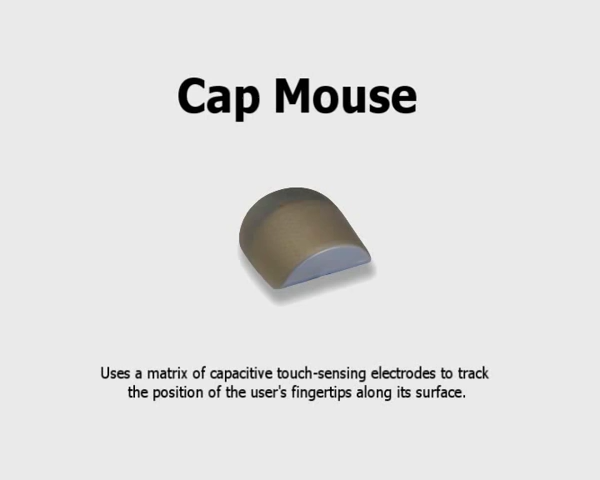 Cap Mouse
Uses a matrix of capacitive touch-sensing electrodes to track
the position of the user's fingertips along its surface.